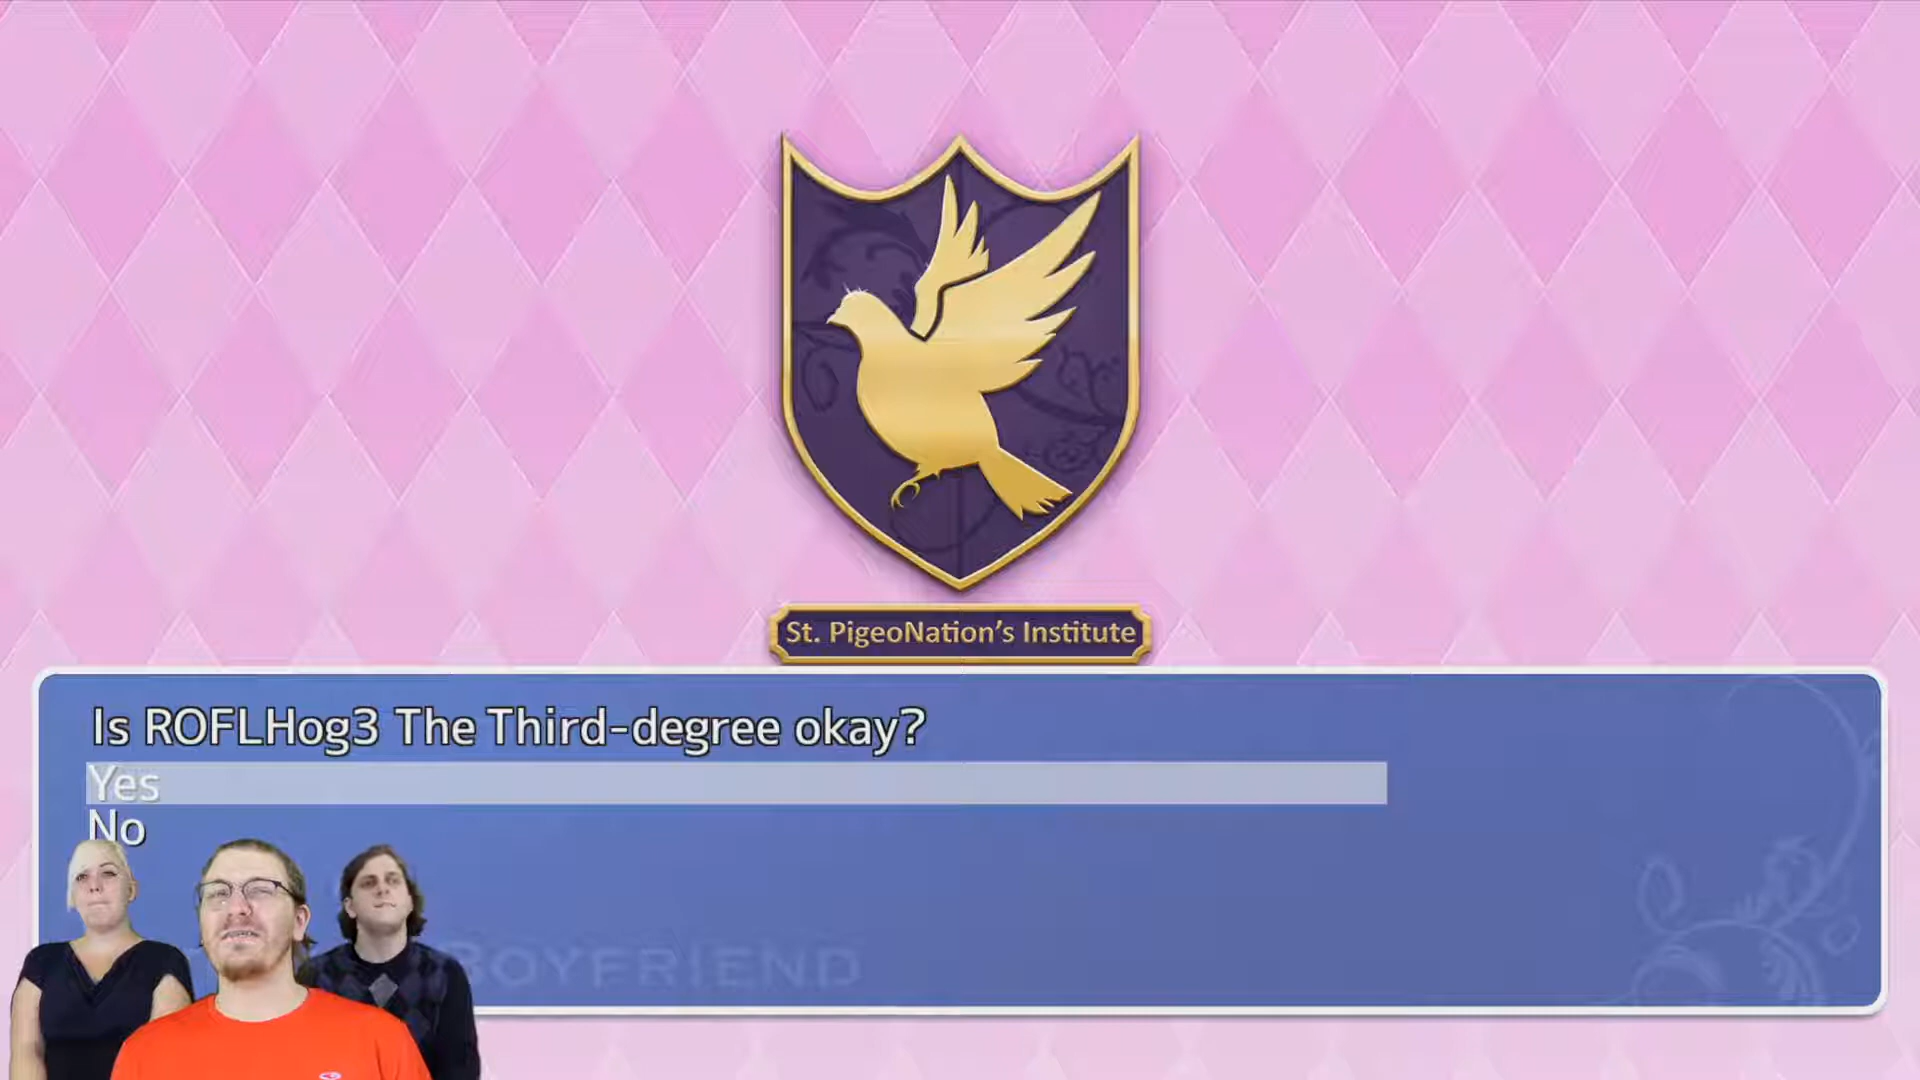 St. PigeoNation's Institute
Is ROFLHog3 The Third-degree okay?
Yes
No
BOYFRIEND